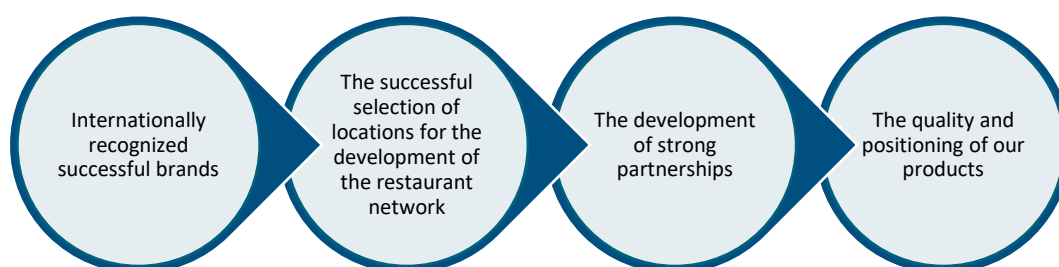 Internationally
recognized
successful brands
The successful
selection of
locations for the
development of
the restaurant
network
The development
of strong
partnerships
The quality and
positioning of our
products